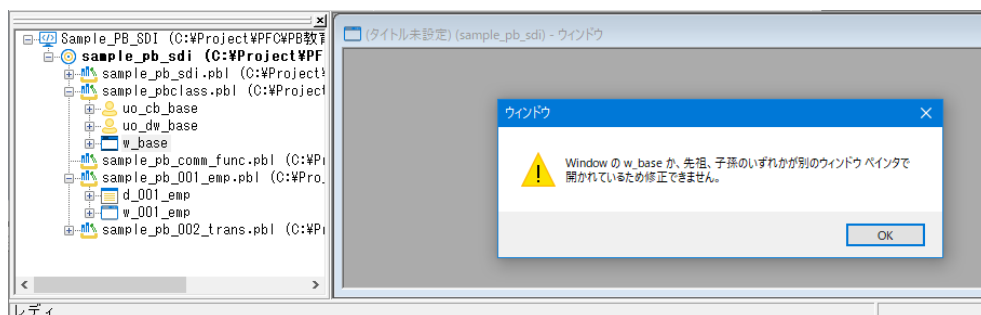 Sample_PB_SDI (C:¥Project¥PFC¥PB教育
sample_pb_sdi (C:¥Project¥PF
sample_pb_sdi.pbl (C:¥Project¥
sample_pbclass.pbl (C:¥Project
uo_cb_base
uo_dw_base
w_base
sample_pb_comm_func.pbl (C:¥P
sample_pb_001_emp.pbl (C:¥Pro
d_001_emp
w_001_emp
sample_pb_002_trans.pbl (C:¥P
レディ
(タイトル未設定) (sample_pb_sdi) - ウィンドウ
ウィンドウ
Window の w_base か、先祖、子孫のいずれかが別のウィンドウ ペインタで
開かれているため修正できません。
OK